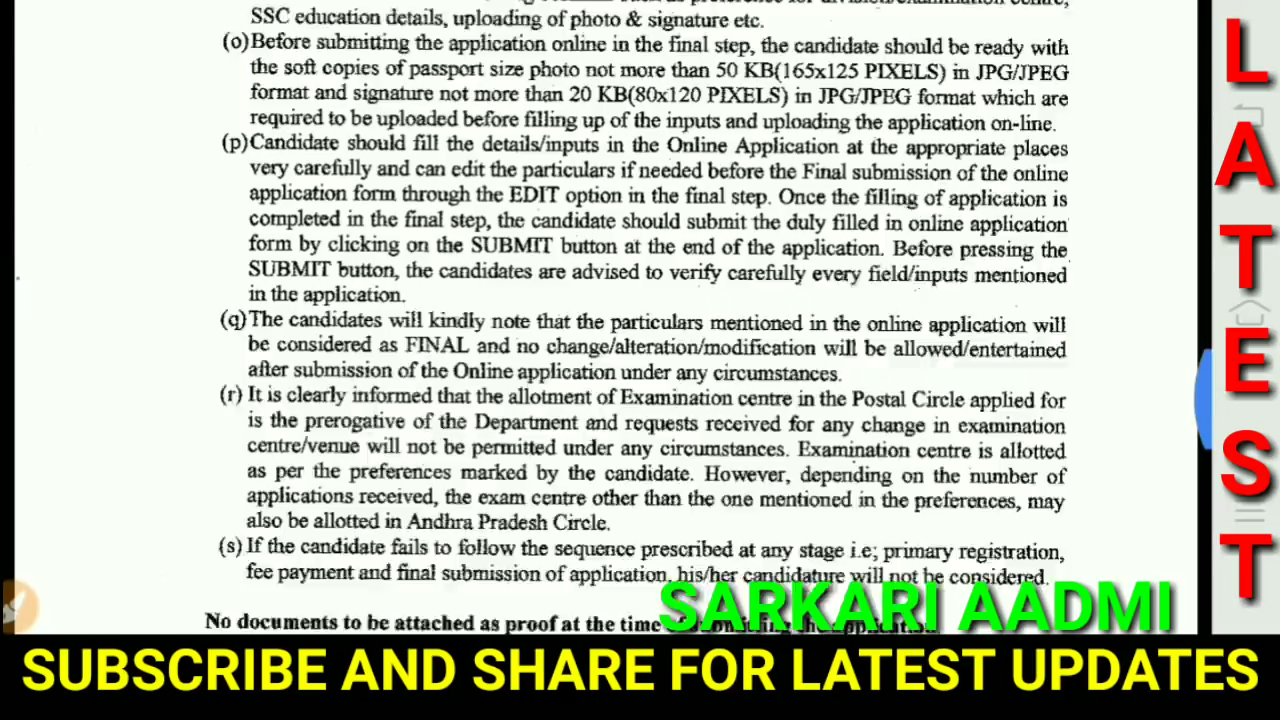 SSC education details, uploading of photo & signature etc.
(o)Before submitting the application online in the final step, the candidate should be ready with
the soft copies of passport size photo not more than 50 KB(165x125 PIXELS) in JPG/JPEG
format and signature not more than 20 KB(80x120 PIXELS) in JPG/JPEG format which are
required to be uploaded before filling up of the inputs and uploading the application on-line.
(p)Candidate should fill the details/inputs in the Online Application at the appropriate places
very carefully and can edit the particulars if needed before the Final submission of the online
application form through the EDIT option in the final step. Once the filling of application is
completed in the final step, the candidate should submit the duly filled in online application
form by clicking on the SUBMIT button at the end of the application. Before pressing the
SUBMIT button, the candidates are advised to verify carefully every field/inputs mentioned
in the application.
(q)The candidates will kindly note that the particulars mentioned in the online application will
be considered as FINAL and no change/alteration/modification will be allowed/entertained
after submission of the Online application under any circumstances.
(r) It is clearly informed that the allotment of Examination centre in the Postal Circle applied for
is the prerogative of the Department and requests received for any change in examination
centre/venue will not be permitted under any circumstances. Examination centre is allotted
as per the preferences marked by the candidate. However, depending on the number of
applications received, the exam centre other than the one mentioned in the preferences, may
also be allotted in Andhra Pradesh Circle.
(s) If the candidate fails to follow the sequence prescribed at any stage i.e; primary registration,
fee payment and final submission of application, his/her candidature will not be considered.
No documents to be attached as proof at the time
SARKARI AADMI
SUBSCRIBE AND SHARE FOR LATEST UPDATES
LATEST